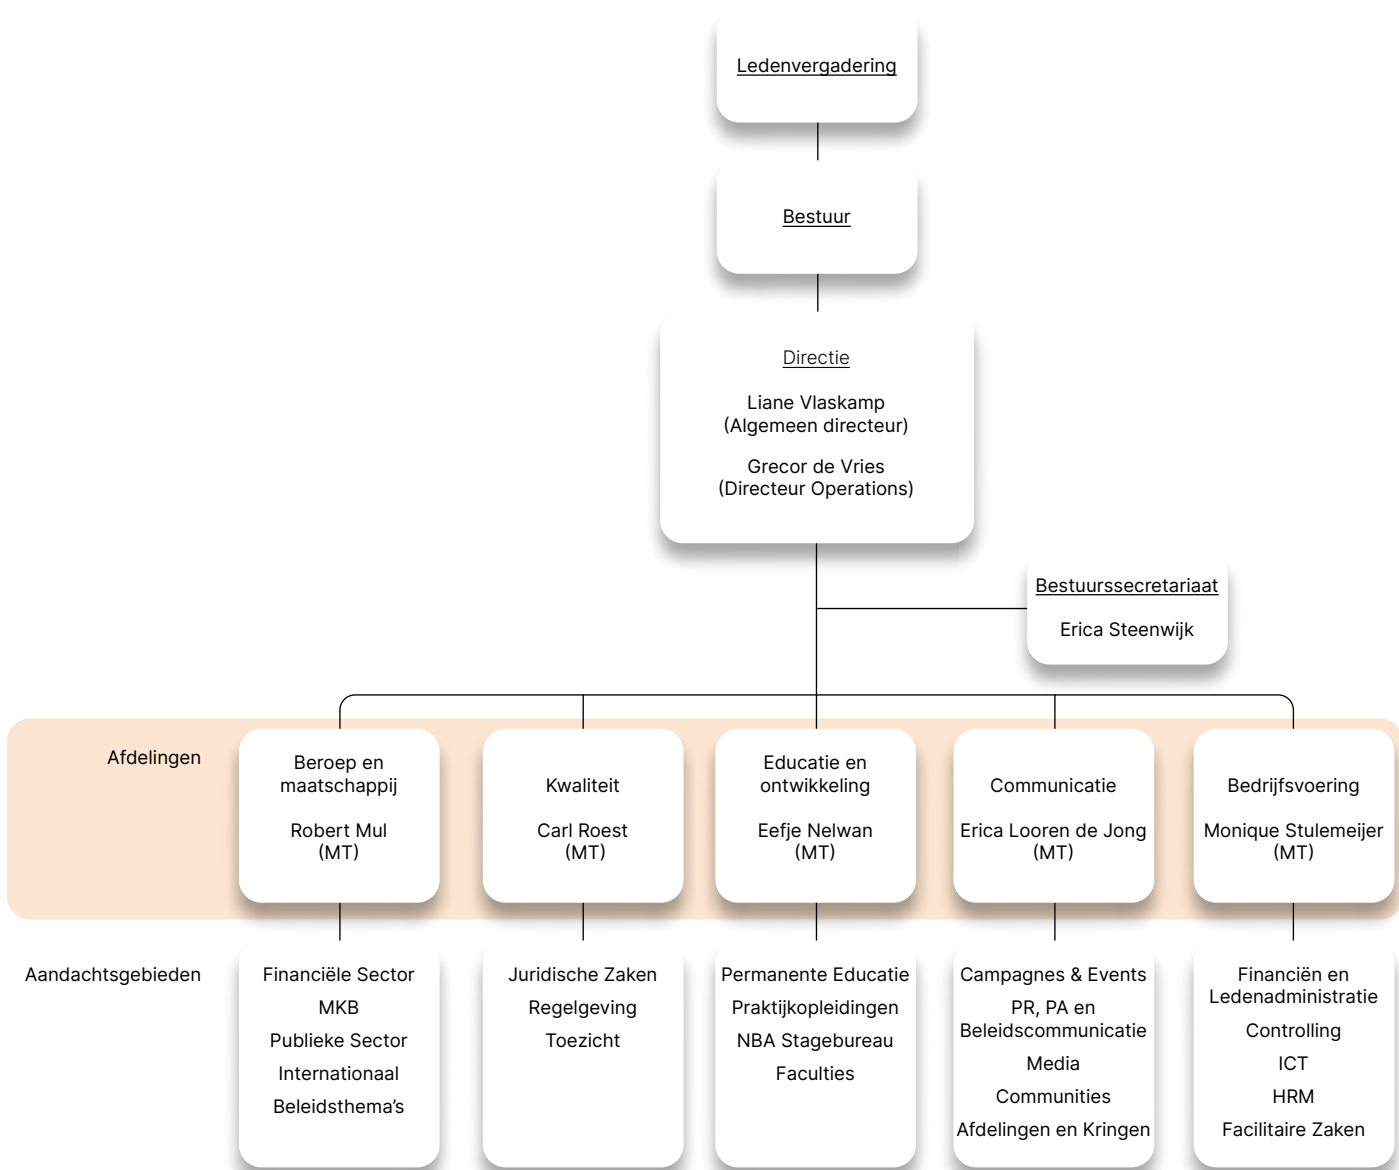 Ledenvergadering
Bestuur
Directie
Liane Vlaskamp
(Algemeen directeur)
Grecor de Vries
(Directeur Operations)
Bestuurssecretariaat
Erica Steenwijk
Afdelingen
Beroep en
maatschappij
Robert Mul
(MT)
Kwaliteit
Carl Roest
(MT)
Educatie en
ontwikkeling
Eefje Nelwan
(MT)
Communicatie
Erica Looren de Jong
(MT)
Bedrijfsvoering
Monique Stulemeijer
(MT)
Aandachtsgebieden
Financiële Sector
MKB
Publieke Sector
Internationaal
Beleidsthema’s
Juridische Zaken
Regelgeving
Toezicht
Permanente Educatie
Praktijkopleidingen
NBA Stagebureau
Faculties
Campagnes & Events
PR, PA en
Beleidscommunicatie
Media
Communities
Afdelingen en Kringen
Financiën en
Ledenadministratie
Controlling
ICT
HRM
Facilitaire Zaken